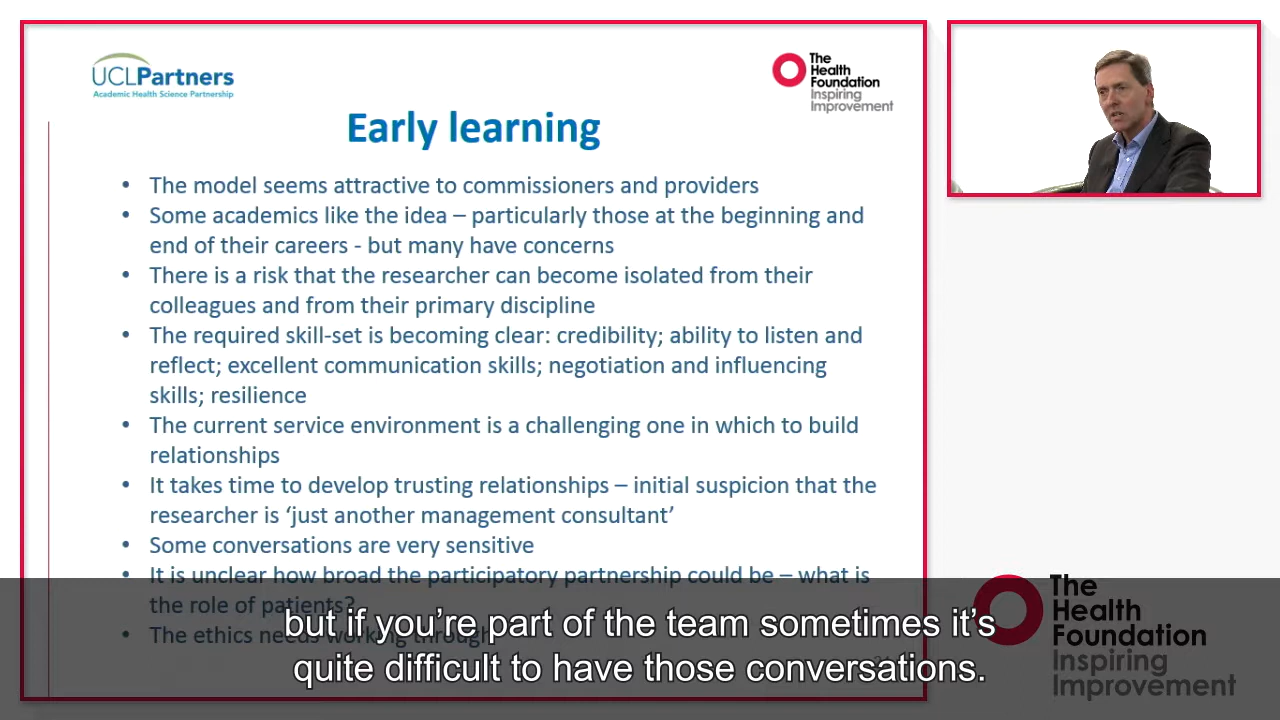 UCLPartners
Academic Health Science Partnership
The
Health
Foundation
Inspiring
Improvement
Early learning
• The model seems attractive to commissioners and providers
• Some academics like the idea – particularly those at the beginning and
end of their careers - but many have concerns
• There is a risk that the researcher can become isolated from their
colleagues and from their primary discipline
• The required skill-set is becoming clear: credibility; ability to listen and
reflect; excellent communication skills; negotiation and influencing
skills; resilience
• The current service environment is a challenging one in which to build
relationships
• It takes time to develop trusting relationships – initial suspicion that the
researcher is ‘just another management consultant’
• Some conversations are very sensitive
• It is unclear how broad the participatory partnership could be – what is
the role of patients?
• The ethics needs working through
but if you’re part of the team sometimes it’s
quite difficult to have those conversations.
The
Health
Foundation
Inspiring
Improvement